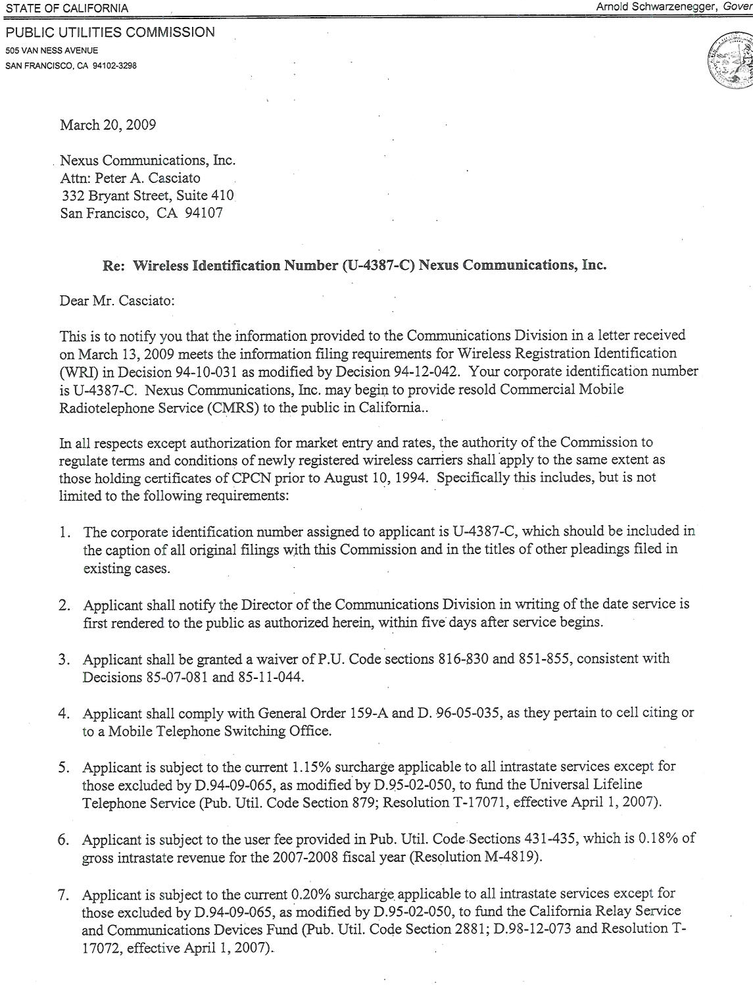 STATE OF CALIFORNIA
Arnold Schwarzenegger, Gover
PUBLIC UTILITIES COMMISSION
505 VAN NESS AVENUE
SAN FRANCISCO, CA 94102-3298
March 20, 2009
Nexus Communications, Inc.
Attn: Peter A. Casciato
332 Bryant Street, Suite 410
San Francisco, CA 94107
Re: Wireless Identification Number (U-4387-C) Nexus Communications, Inc.
Dear Mr. Casciato:
This is to notify you that the information provided to the Communications Division in a letter received
on March 13, 2009 meets the information filing requirements for Wireless Registration Identification
(WRI) in Decision 94-10-031 as modified by Decision 94-12-042. Your corporate identification number
is U-4387-C. Nexus Communications, Inc. may begin to provide resold Commercial Mobile
Radiotelephone Service (CMRS) to the public in California..
In all respects except authorization for market entry and rates, the authority of the Commission to
regulate terms and conditions of newly registered wireless carriers shall apply to the same extent as
those holding certificates of CPCN prior to August 10, 1994. Specifically this includes, but is not
limited to the following requirements:
1. The corporate identification number assigned to applicant is U-4387-C, which should be included in
the caption of all original filings with this Commission and in the titles of other pleadings filed in
existing cases.
2. Applicant shall notify the Director of the Communications Division in writing of the date service is
first rendered to the public as authorized herein, within five days after service begins.
3. Applicant shall be granted a waiver of P.U. Code sections 816-830 and 851-855, consistent with
Decisions 85-07-081 and 85-11-044.
4. Applicant shall comply with General Order 159-A and D. 96-05-035, as they pertain to cell citing or
to a Mobile Telephone Switching Office.
5. Applicant is subject to the current 1.15% surcharge applicable to all intrastate services except for
those excluded by D.94-09-065, as modified by D.95-02-050, to fund the Universal Lifeline
Telephone Service (Pub. Util. Code Section 879; Resolution T-17071, effective April 1, 2007).
6. Applicant is subject to the user fee provided in Pub. Util. Code Sections 431-435, which is 0.18% of
gross intrastate revenue for the 2007-2008 fiscal year (Resolution M-4819).
7. Applicant is subject to the current 0.20% surcharge applicable to all intrastate services except for
those excluded by D.94-09-065, as modified by D.95-02-050, to fund the California Relay Service
and Communications Devices Fund (Pub. Util. Code Section 2881; D.98-12-073 and Resolution T-
17072, effective April 1, 2007).